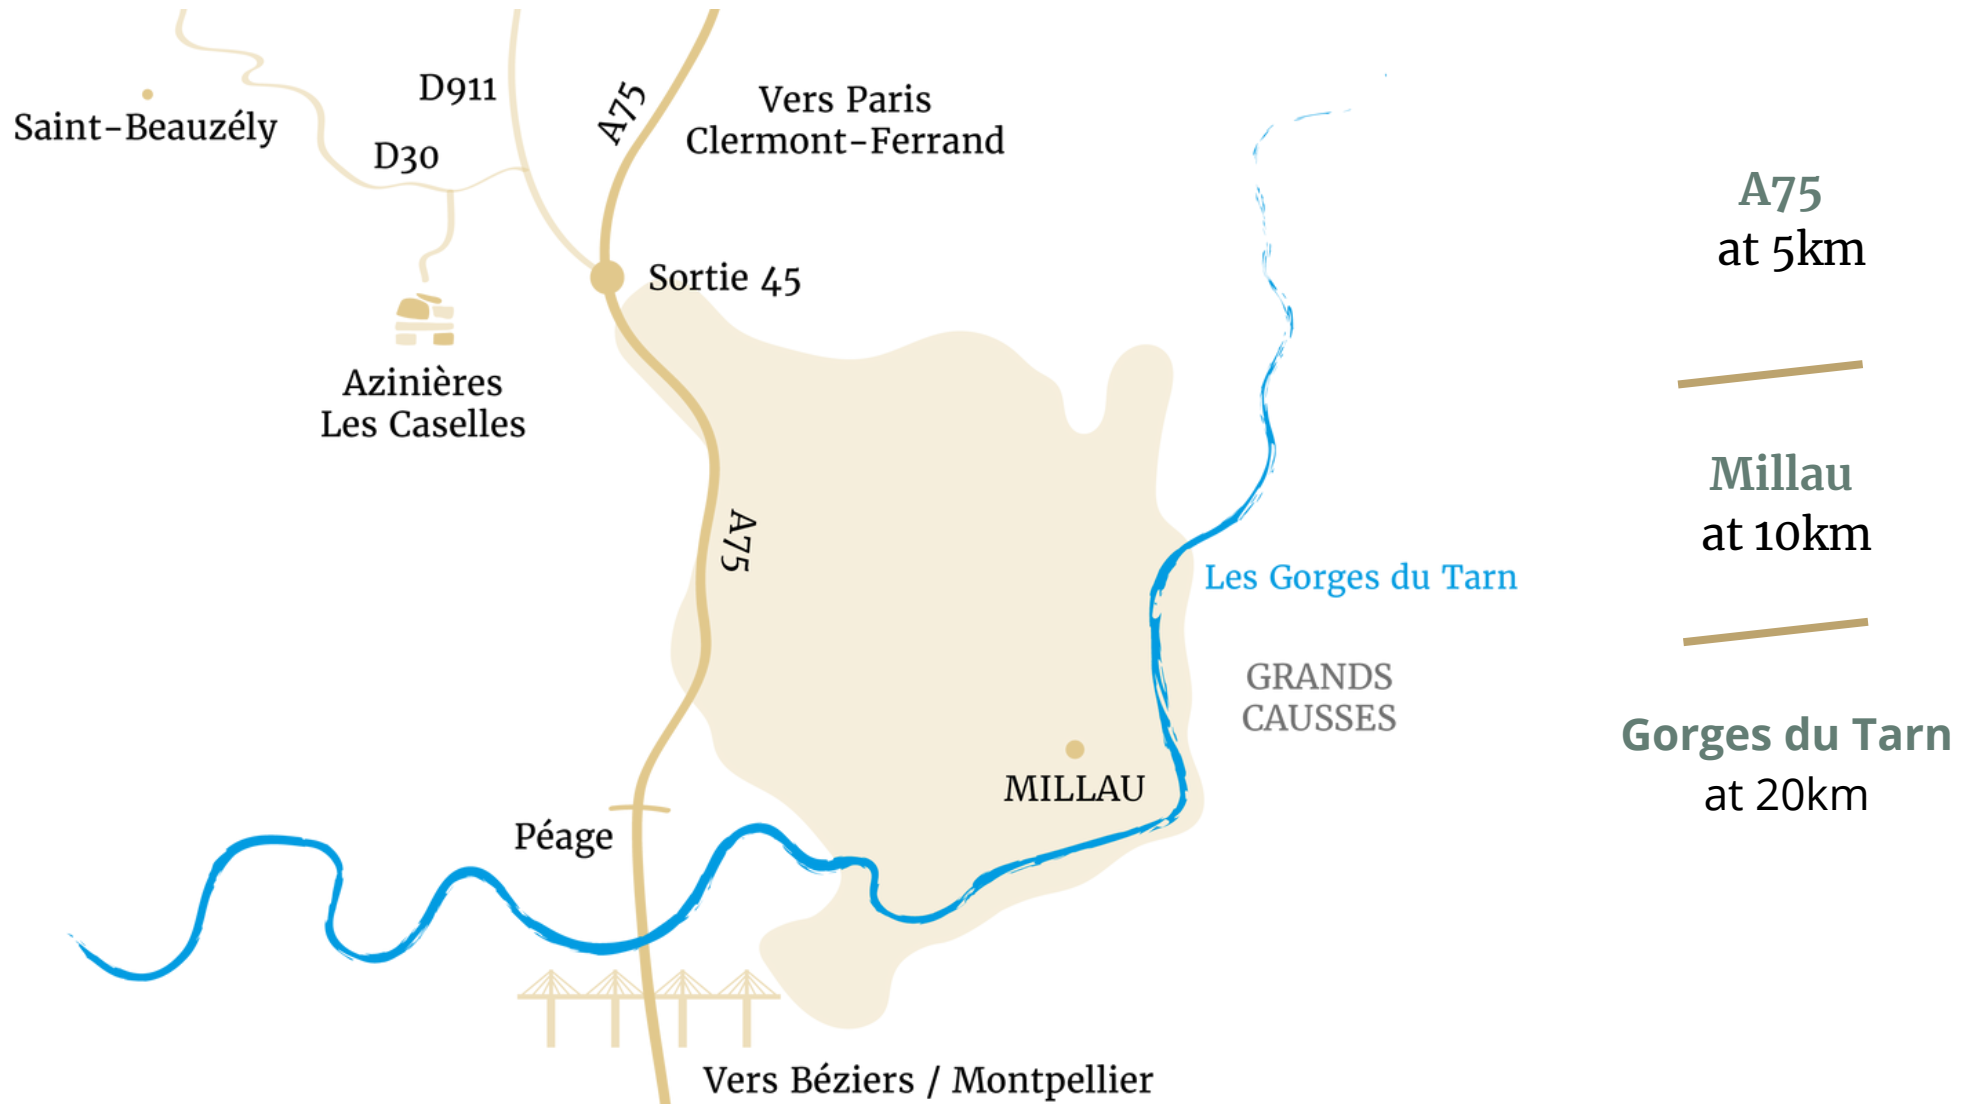 D911
A75
Vers Paris
Clermont-Ferrand
Saint-Beauzély
D30
Sortie 45
Azinières
Les Caselles
A75
Les Gorges du Tarn
GRANDS
CAUSSES
MILLAU
Péage
Vers Béziers / Montpellier
A75
at 5km
Millau
at 10km
Gorges du Tarn
at 20km